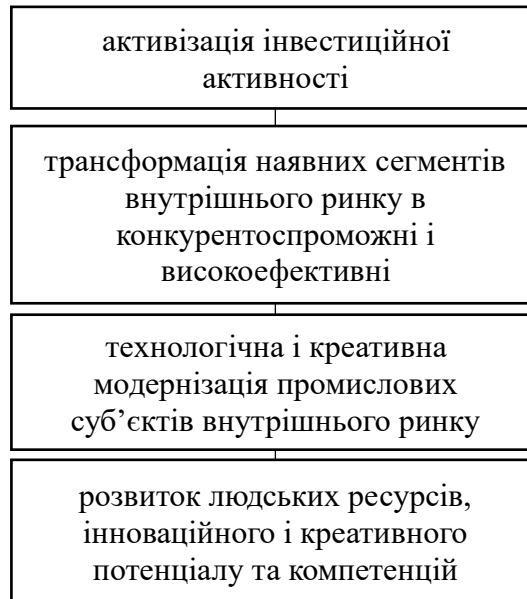 активізація інвестиційної
активності
трансформація наявних сегментів
внутрішнього ринку в
конкурентоспроможні і
високоефективні
технологічна і креативна
модернізація промислових
суб’єктів внутрішнього ринку
розвиток людських ресурсів,
інноваційного і креативного
потенціалу та компетенцій